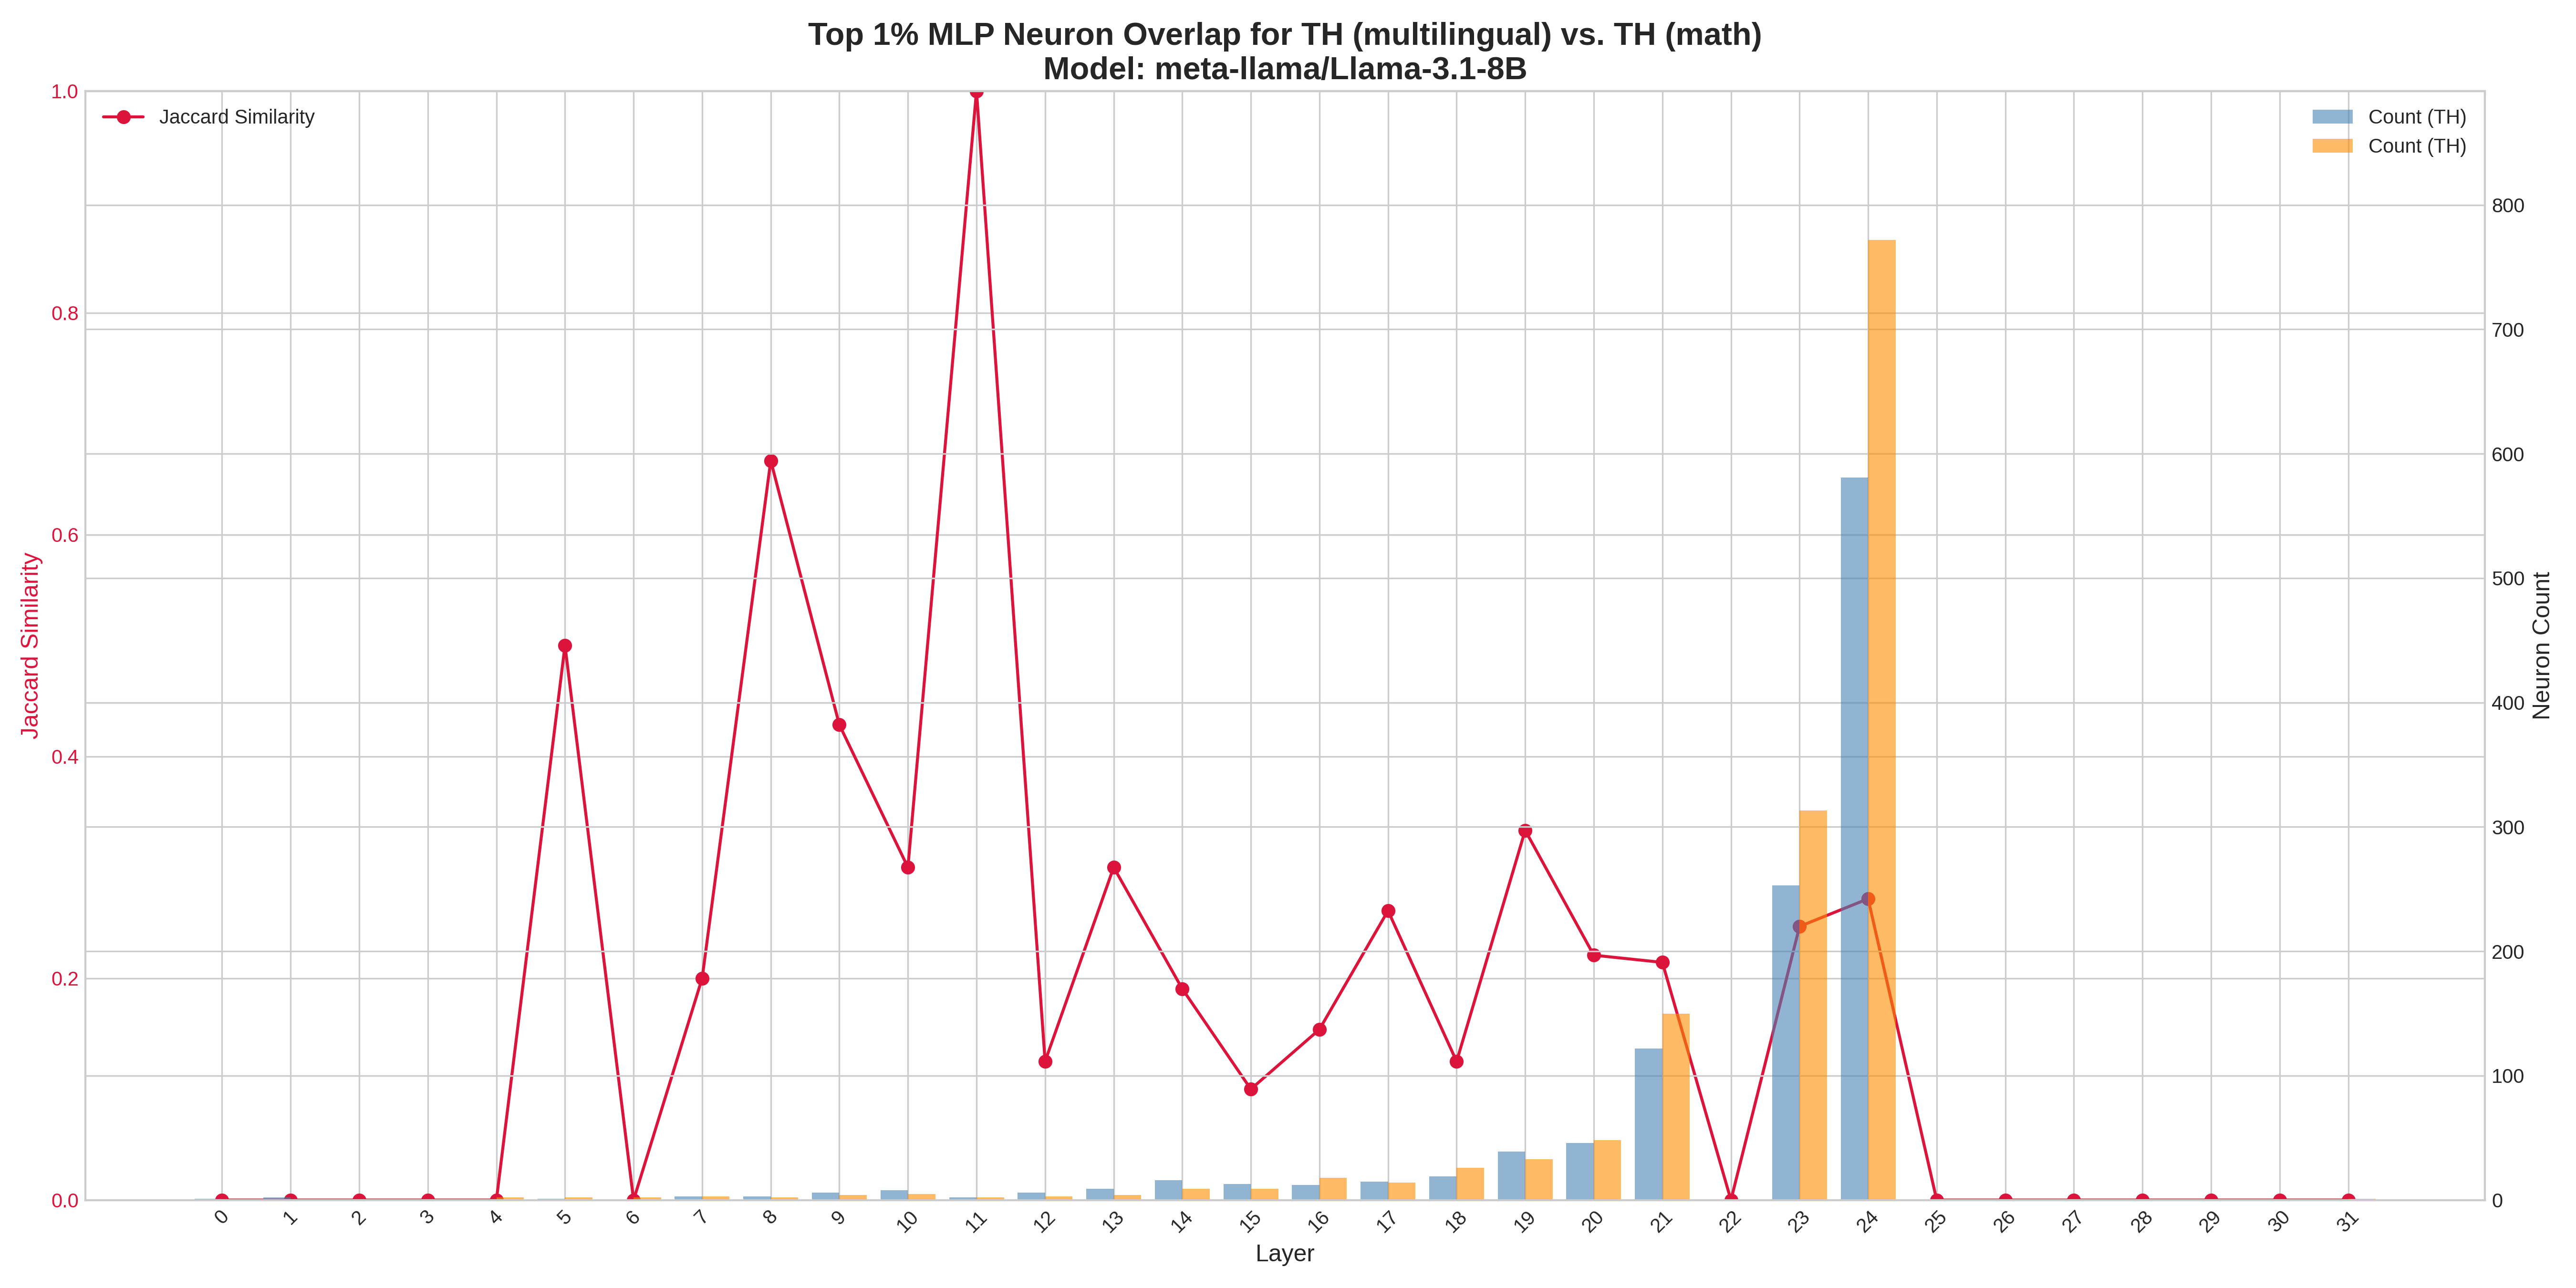 Top 1% MLP Neuron Overlap for TH (multilingual) vs. TH (math)
Model: meta-llama/Llama-3.1-8B
Jaccard Similarity
Count (TH)
Count (TH)
1.0
0.8
0.6
0.4
0.2
0.0
Jaccard Similarity
800
700
600
500
400
300
200
100
0
Neuron Count
0 1 2 3 4 5 6 7 8 9 10 11 12 13 14 15 16 17 18 19 20 21 22 23 24 25 26 27 28 29 30 31
Layer